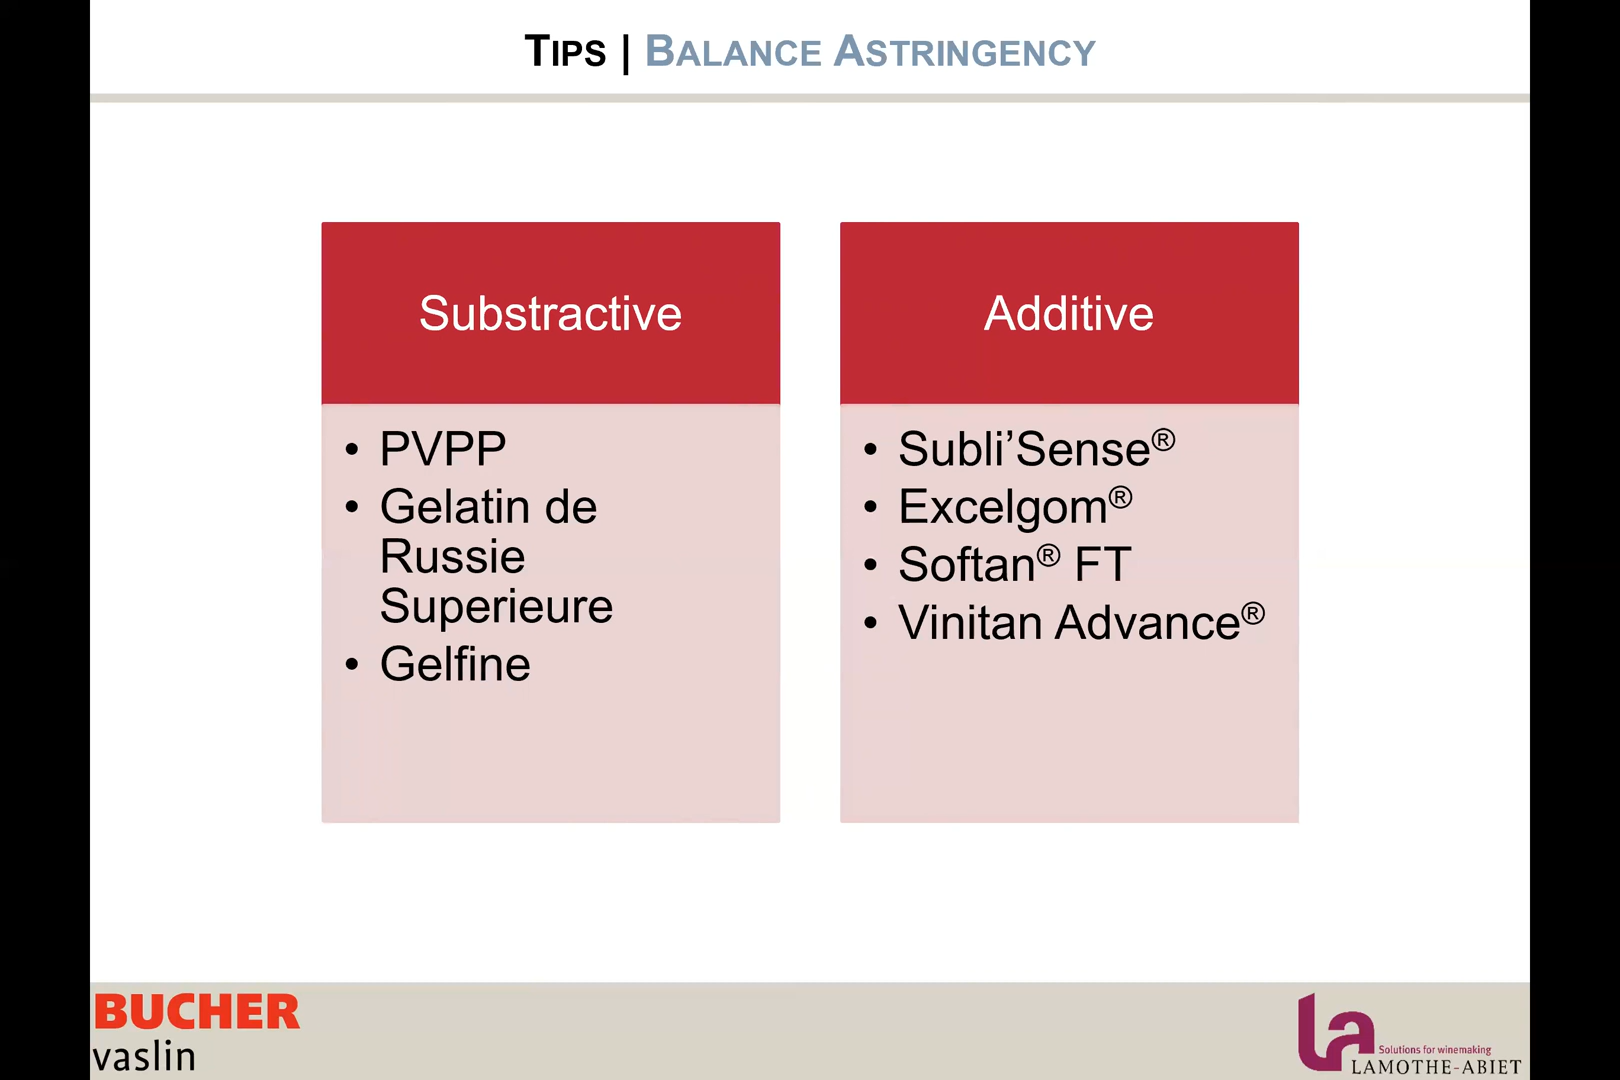 TIPS | BALANCE ASTRINGENCY
Substractive
• PVPP
• Gelatin de
Russie
Superieure
• Gelfine
Additive
• Subli’Sense®
• Excelgom®
• Softan® FT
• Vinitan Advance®
BUCHER
vaslin
la
Solutions for winemaking
LAMOTHE-ABIET